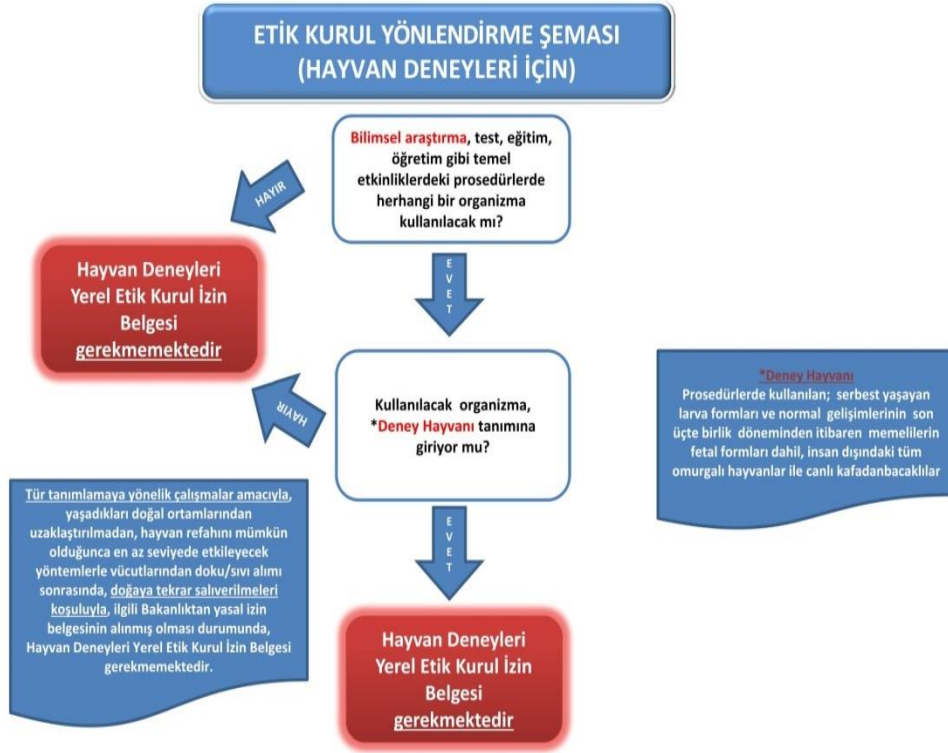 ETİK KURUL YÖNLENDİRME ŞEMASI
(HAYVAN DENEYLERİ İÇİN)
Bilimsel araştırma, test, eğitim,
öğretim gibi temel
etkinliklerdeki prosedürlerde
herhangi bir organizma
kullanılacak mı?
HAYIR
EVET
Hayvan Deneyleri
Yerel Etik Kurul İzin
Belgesi
gerekmemektedir
Kullanılacak organizma,
*Deney Hayvanı tanımına
giriyor mu?
HAYIR
EVET
*Deney Hayvanı
Prosedürlerde kullanılan; serbest yaşayan
larva formları ve normal gelişimlerinin son
üçte birlik döneminden itibaren memelilerin
fetal formları dahil, insan dışındaki tüm
omurgalı hayvanlar ile canlı kafadanbacaklılar
Tür tanımlamaya yönelik çalışmalar amacıyla,
yaşadıkları doğal ortamlarından
uzaklaştırılmadan, hayvan refahını mümkün
olduğunca en az seviyede etkileyecek
yöntemlerle vücutlarından doku/sıvı alımı
sonrasında, doğaya tekrar salıverilmeleri
koşuluyla, ilgili Bakanlıktan yasal izin
belgesinin alınmış olması durumunda,
Hayvan Deneyleri Yerel Etik Kurul İzin Belgesi
gerekmemektedir.
Hayvan Deneyleri
Yerel Etik Kurul İzin
Belgesi
gerekmektedir